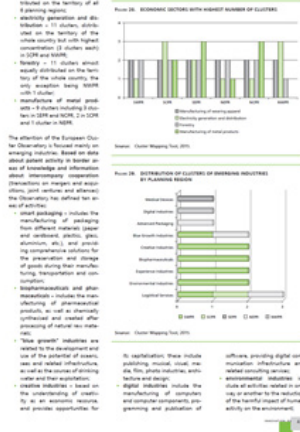 tributed on the territory of all
6 planning regions;
• electricity generation and dis-
tribution – 11 clusters, distrib-
uted on the territory of the
whole country but with highest
concentration (3 clusters each)
in SCPR and NWPR;
• forestry – 11 clusters almost
equally distributed on the terri-
tory of the whole country, the
only exception being NWPR
with 1 cluster;
• manufacture of metal prod-
ucts – 9 clusters including 3 clus-
ters in SEPR and NCPR, 2 in SCPR
and 1 cluster in NEPR.
The attention of the European Clus-
ter Observatory is focused mainly on
emerging industries. Based on data
about patent activity in border ar-
eas of knowledge and information
about intercompany cooperation
(transactions on mergers and acqui-
sitions, joint ventures and alliances)
the Observatory has defined ten ar-
eas of activities:
• smart packaging – includes the
manufacturing of packaging
from different materials (paper
and cardboard, plastic, glass,
aluminium, etc.), and provid-
ing comprehensive solutions for
the preservation and storage
of goods during their manufac-
turing, transportation and con-
sumption;
• biopharmaceuticals and phar-
maceuticals – includes the man-
ufacturing of pharmaceutical
products, as well as chemically
synthesised and created after
processing of natural raw mate-
rials;
• "blue growth" industries are
related to the development and
use of the potential of oceans,
seas and related infrastructure,
as well as the courses of drinking
water and their exploitation;
• creative industries – based on
the understanding of creativi-
ty as an economic resource,
and provides opportunities for
ECONOMIC SECTORS WITH HIGHEST NUMBER OF CLUSTERS
Manufacture of wearing apparel
Electricity generation and distribution
Forestry
Manufacture of metal products
Source: Cluster Mapping Tool, 2015
DISTRIBUTION OF CLUSTERS OF EMERGING INDUSTRIES
BY PLANNING REGION
Medical Devices
Digital Industries
Advanced Packaging
Blue Growth Industries
Creative Industries
Biopharmaceuticals
Experience Industries
Environmental Industries
Logistical Services
Source: Cluster Mapping Tool, 2015
its capitalisation; these include
publishing, musical, visual, me-
dia, film, photo industries, archi-
tecture and design;
• digital industries include the
manufacturing of computers
and computer components, pro-
gramming and publication of
software, providing digital com-
munication infrastructure and
related consulting services;
• environmental industries
clude all activities related in one
way or another to the reduction
of the harmful impact of human
activity on the environment;